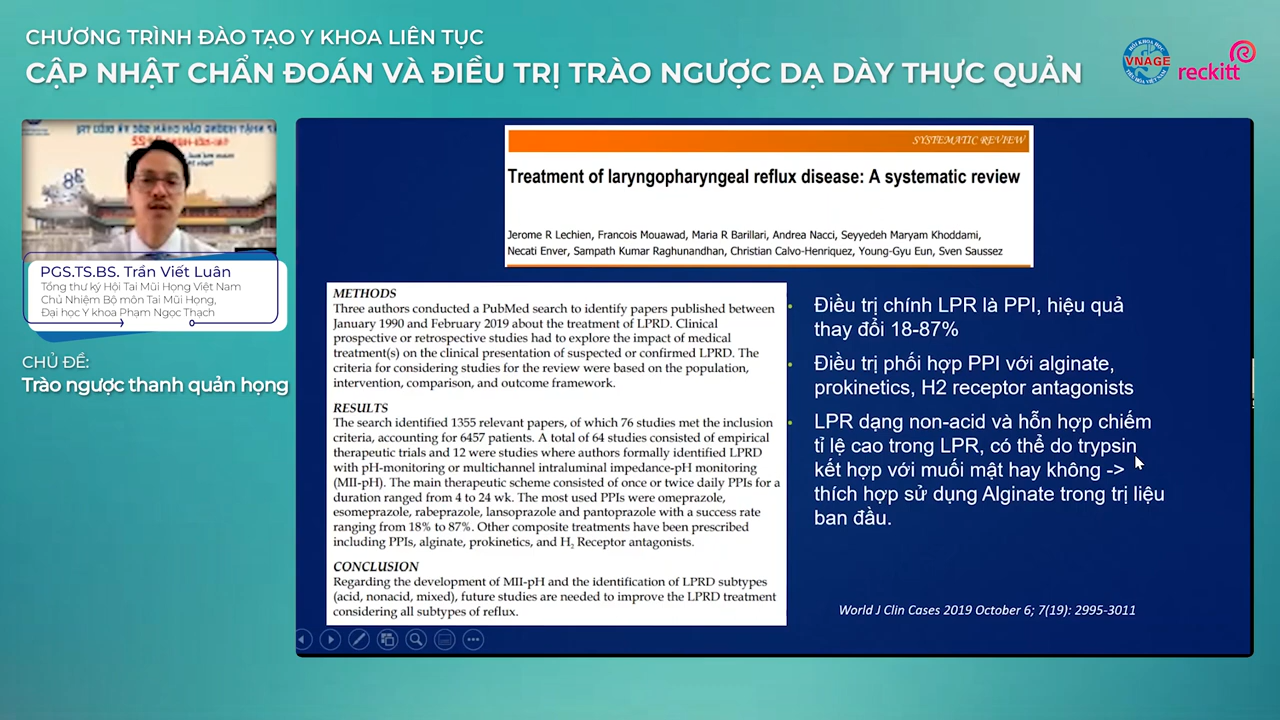 CHƯƠNG TRÌNH ĐÀO TẠO Y KHOA LIÊN TỤC
CẬP NHẬT CHẨN ĐOÁN VÀ ĐIỀU TRỊ TRÀO NGƯỢC DẠ DÀY THỰC QUẢN
VNAGE
reckitt
PGS.TS.BS. Trần Viết Luân
Tổng thư ký Hội Tai Mũi Họng Việt Nam
Chủ Nhiệm Bộ môn Tai Mũi Họng,
Đại học Y khoa Phạm Ngọc Thạch
CHỦ ĐỀ:
Trào ngược thanh quản họng
SYSTEMATIC REVIEW
Treatment of laryngopharyngeal reflux disease: A systematic review
Jerome R Lechien, Francois Mouawad, Maria R Barillari, Andrea Nacci, Seyyedeh Maryam Khoddami,
Necati Enver, Sampath Kumar Raghunandhan, Christian Calvo-Henriquez, Young-Gyu Eun, Sven Saussez
METHODS
Three authors conducted a PubMed search to identify papers published between
January 1990 and February 2019 about the treatment of LPRD. Clinical
prospective or retrospective studies had to explore the impact of medical
treatment(s) on the clinical presentation of suspected or confirmed LPRD. The
criteria for considering studies for the review were based on the population,
intervention, comparison, and outcome framework.
RESULTS
The search identified 1355 relevant papers, of which 76 studies met the inclusion
criteria, accounting for 6457 patients. A total of 64 studies consisted of empirical
therapeutic trials and 12 were studies where authors formally identified LPRD
with pH-monitoring or multichannel intraluminal impedance-pH monitoring
(MII-pH). The main therapeutic scheme consisted of once or twice daily PPIs for a
duration ranged from 4 to 24 wk. The most used PPIs were omeprazole,
esomeprazole, rabeprazole, lansoprazole and pantoprazole with a success rate
ranging from 18% to 87%. Other composite treatments have been prescribed
including PPIs, alginate, prokinetics, and H₂ Receptor antagonists.
CONCLUSION
Regarding the development of MII-pH and the identification of LPRD subtypes
(acid, nonacid, mixed), future studies are needed to improve the LPRD treatment
considering all subtypes of reflux.
• Điều trị chính LPR là PPI, hiệu quả
thay đổi 18-87%
• Điều trị phối hợp PPI với alginate,
prokinetics, H2 receptor antagonists
• LPR dạng non-acid và hỗn hợp chiếm
tỉ lệ cao trong LPR, có thể do trypsin
kết hợp với muối mật hay không ->
thích hợp sử dụng Alginate trong trị liệu
ban đầu.
World J Clin Cases 2019 October 6; 7(19): 2995-3011